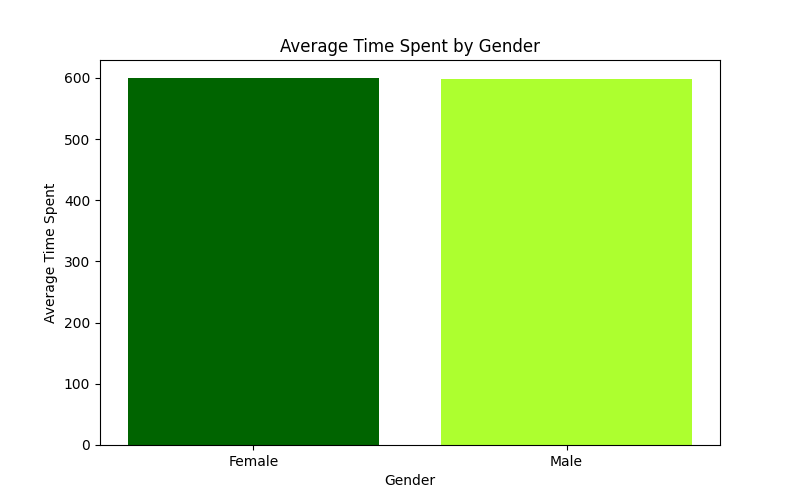 Average Time Spent by Gender
Average Time Spent
600
500
400
300
200
100
0
Female
Male
Gender